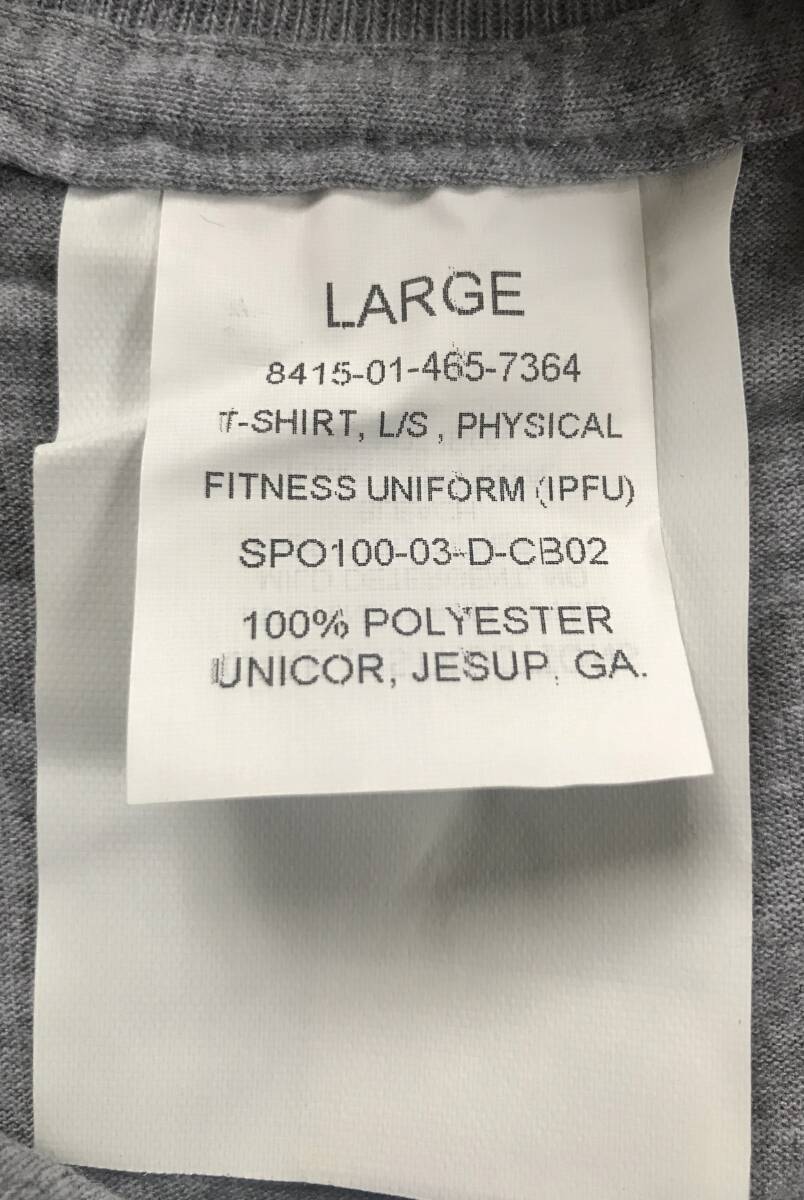 LARGE
8415-01-465-7364
T-SHIRT, L/S , PHYSICAL
FITNESS UNIFORM (IPFU)
SPO100-03-D-CB02
100% POLYESTER
UNICOR, JESUP, GA.